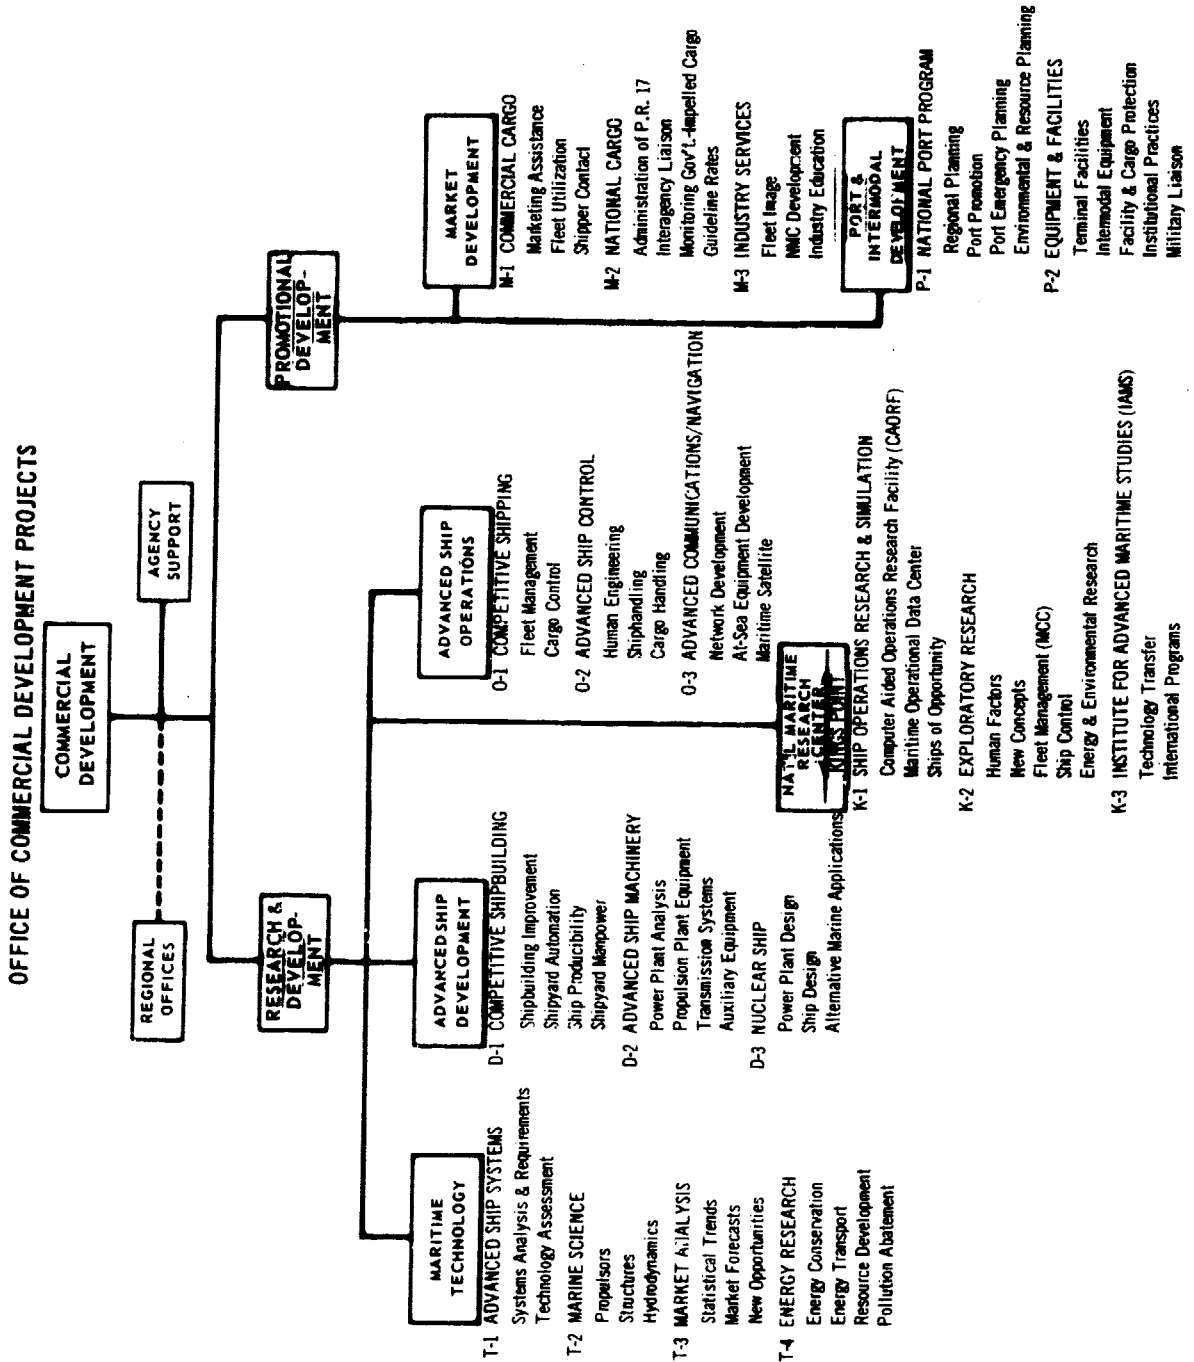 OFFICE OF COMMERCIAL DEVELOPMENT PROJECTS
COMMERCIAL
DEVELOPMENT
REGIONAL
OFFICES
AGENCY
SUPPORT
RESEARCH &
DEVELOP-
MENT
PROMOTIONAL
DEVELOP-
MENT
MARITIME
TECHNOLOGY
T-1 ADVANCED SHIP SYSTEMS
Systems Analysis & Requirements
Technology Assessment
T-2 MARINE SCIENCE
Propulsors
Structures
Hydrodynamics
T-3 MARKET ANALYSIS
Statistical Trends
Market Forecasts
New Opportunities
T-4 ENERGY RESEARCH
Energy Conservation
Energy Transport
Resource Development
Pollution Abatement
ADVANCED SHIP
DEVELOPMENT
D-1 COMPETITIVE SHIPBUILDING
Shipbuilding Improvement
Shipyard Automation
Ship Producibility
Shipyard Manpower
D-2 ADVANCED SHIP MACHINERY
Power Plant Analysis
Propulsion Plant Equipment
Transmission Systems
Auxiliary Equipment
D-3 NUCLEAR SHIP
Power Plant Design
Ship Design
Alternative Marine Applications
ADVANCED SHIP
OPERATIONS
O-1 COMPETITIVE SHIPPING
Fleet Management
Cargo Control
O-2 ADVANCED SHIP CONTROL
Human Engineering
Shiphandling
Cargo Handling
O-3 ADVANCED COMMUNICATIONS/NAVIGATION
Network Development
At-Sea Equipment Development
Maritime Satellite
NAT'L MARITIME
RESEARCH
CENTER
KINGS POINT
K-1 SHIP OPERATIONS RESEARCH & SIMULATION
Computer Aided Operations Research Facility (CAORF)
Maritime Operational Data Center
Ships of Opportunity
K-2 EXPLORATORY RESEARCH
Human Factors
New Concepts
Fleet Management (MCC)
Ship Control
Energy & Environmental Research
K-3 INSTITUTE FOR ADVANCED MARITIME STUDIES (IAMS)
Technology Transfer
International Programs
MARKET
DEVELOPMENT
M-1 COMMERCIAL CARGO
Marketing Assistance
Fleet Utilization
Shipper Contact
M-2 NATIONAL CARGO
Administration of P.R. 17
Interagency Liaison
Monitoring Gov't.-Impelled Cargo
Guideline Rates
M-3 INDUSTRY SERVICES
Fleet Image
NMC Development
Industry Education
PORT &
INTERMODAL
DEVELOPMENT
P-1 NATIONAL PORT PROGRAM
Regional Planning
Port Promotion
Port Emergency Planning
Environmental & Resource Planning
P-2 EQUIPMENT & FACILITIES
Terminal Facilities
Intermodal Equipment
Facility & Cargo Protection
Institutional Practices
Military Liaison